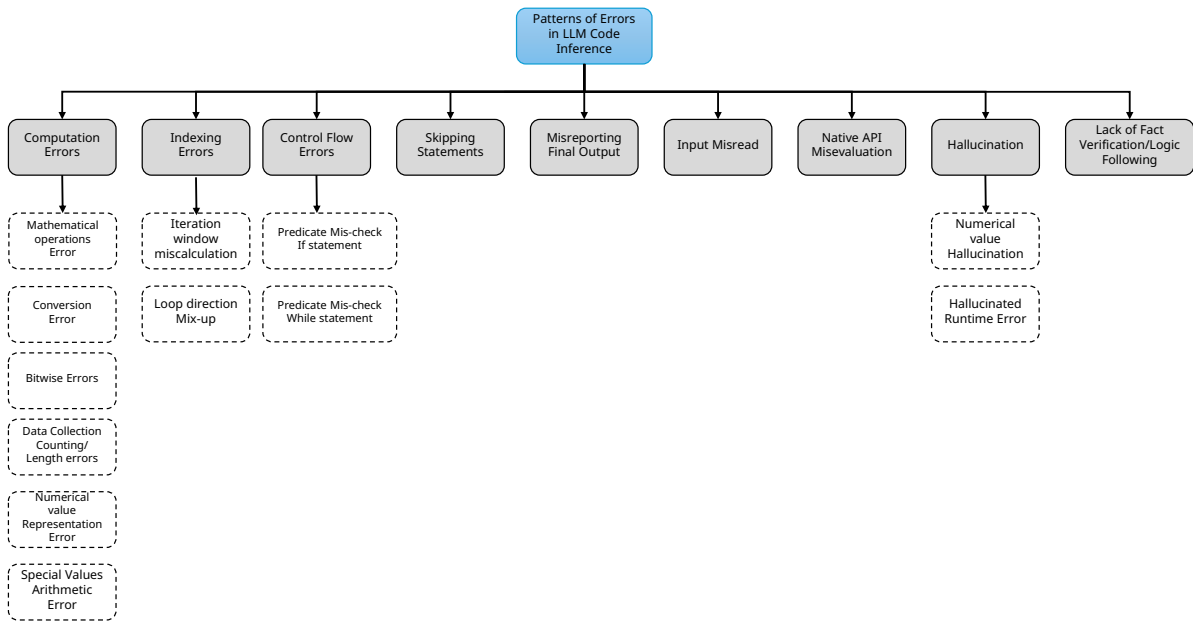 Patterns of Errors
in LLM Code
Inference
Computation
Errors
Indexing
Errors
Control Flow
Errors
Skipping
Statements
Misreporting
Final Output
Input Misread
Native API
Misevaluation
Hallucination
Lack of Fact
Verification/Logic
Following
Mathematical
operations
Error
Iteration
window
miscalculation
Predicate Mis-check
If statement
Numerical
value
Hallucination
Conversion
Error
Loop direction
Mix-up
Predicate Mis-check
While statement
Hallucinated
Runtime Error
Bitwise Errors
Data Collection
Counting/
Length errors
Numerical
value
Representation
Error
Special Values
Arithmetic
Error